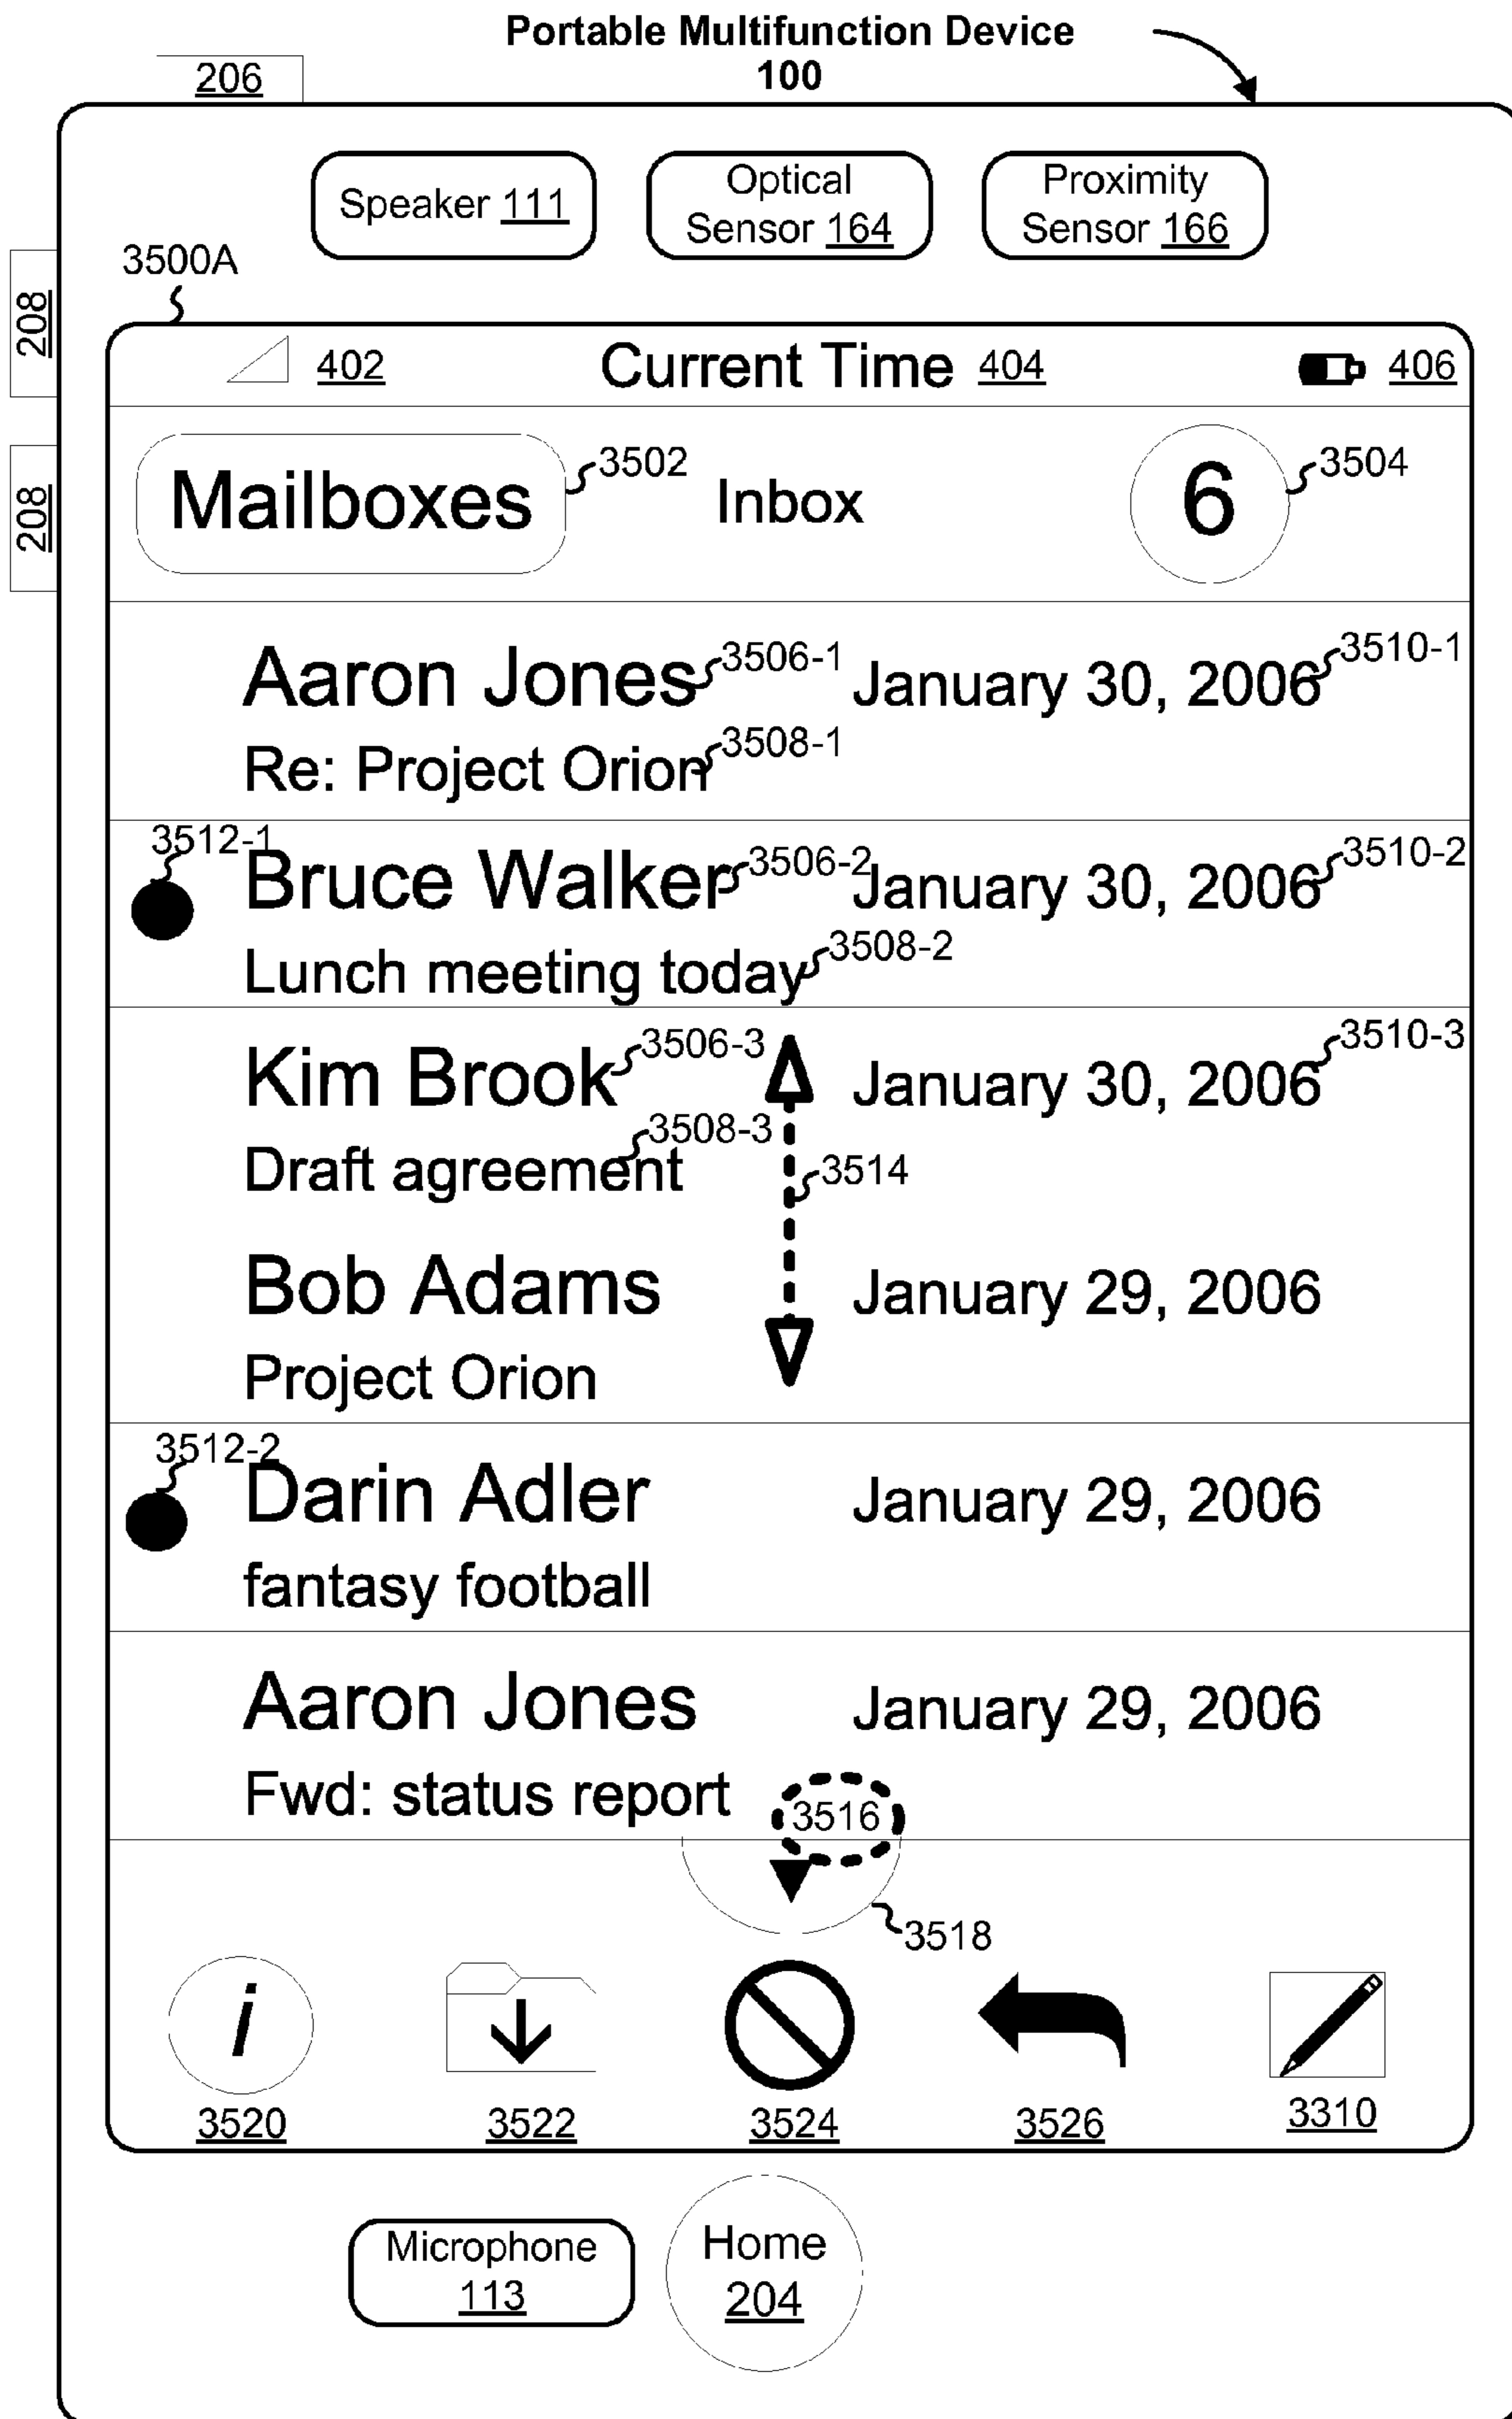 Portable Multifunction Device
100
206
Speaker 111
Optical
Sensor 164
Proximity
Sensor 166
3500A
208
208
402 Current Time 404 406
Mailboxes 3502 Inbox 6 3504
Aaron Jones 3506-1 January 30, 2006 3510-1
Re: Project Orion 3508-1
3512-1
Bruce Walker 3506-2 January 30, 2006 3510-2
Lunch meeting today 3508-2
Kim Brook 3506-3 January 30, 2006 3510-3
Draft agreement 3508-3
3514
Bob Adams January 29, 2006
Project Orion
3512-2
Darin Adler January 29, 2006
fantasy football
Aaron Jones January 29, 2006
Fwd: status report 3516
3518
i
3520 3522 3524 3526 3310
Microphone
113
Home
204